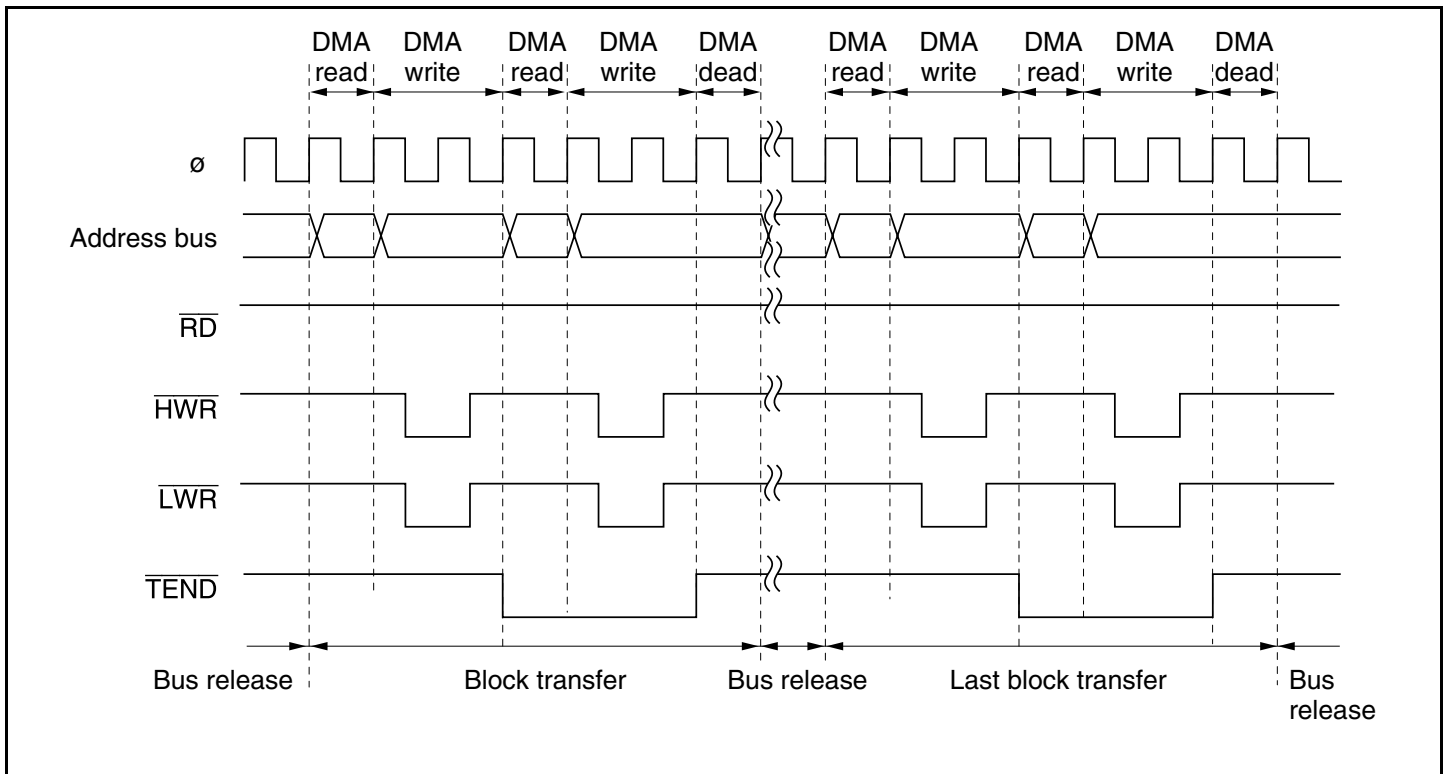 DMA DMA DMA DMA DMA DMA DMA DMA DMA DMA
read write read write dead read write read write dead
ø
Address bus
RD
HWR
LWR
TEND
Bus release Block transfer Bus release Last block transfer Bus
release